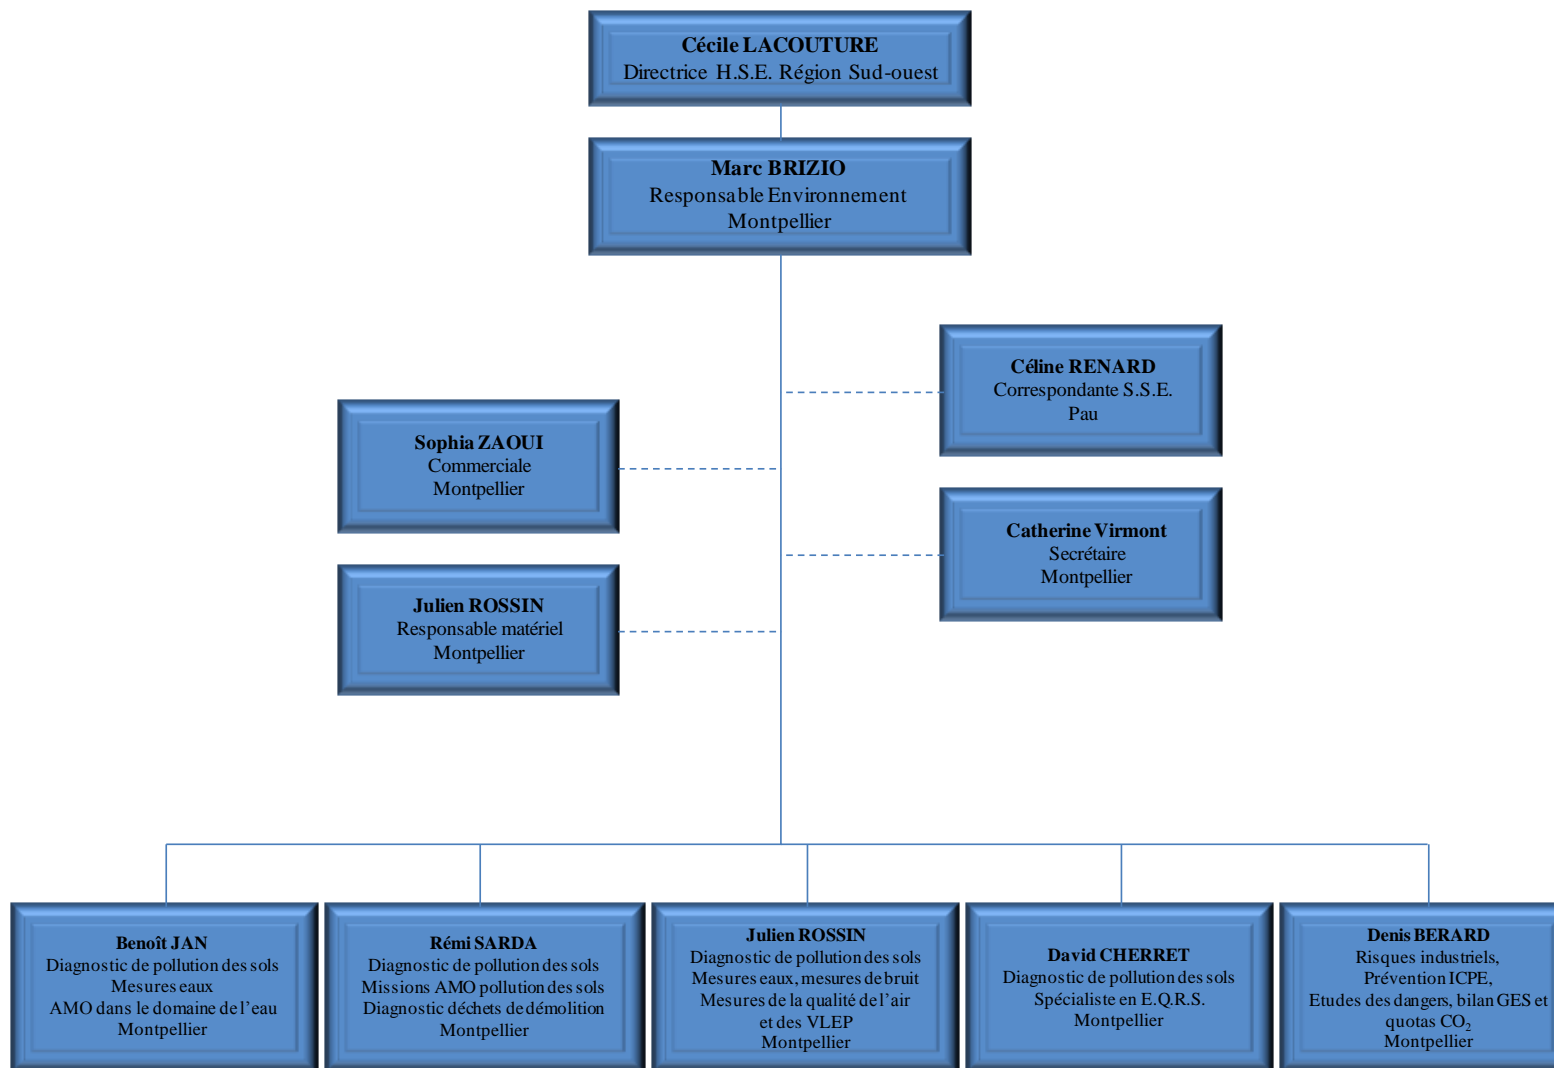 Cécile LACOUTURE
Directrice H.S.E. Région Sud-ouest
Marc BRIZIO
Responsable Environnement
Montpellier
Céline RENARD
Correspondante S.S.E.
Pau
Sophia ZAOUI
Commerciale
Montpellier
Catherine Virmont
Secrétaire
Montpellier
Julien ROSSIN
Responsable matériel
Montpellier
Benoît JAN
Diagnostic de pollution des sols
Mesures eaux
AMO dans le domaine de l’eau
Montpellier
Rémi SARDA
Diagnostic de pollution des sols
Missions AMO pollution des sols
Diagnostic déchets de démolition
Montpellier
Julien ROSSIN
Diagnostic de pollution des sols
Mesures eaux, mesures de bruit
Mesures de la qualité de l’air
et des VLEP
Montpellier
David CHERRET
Diagnostic de pollution des sols
Spécialiste en E.Q.R.S.
Montpellier
Denis BERARD
Risques industriels,
Prévention ICPE,
Etudes des dangers, bilan GES et
quotas CO₂
Montpellier